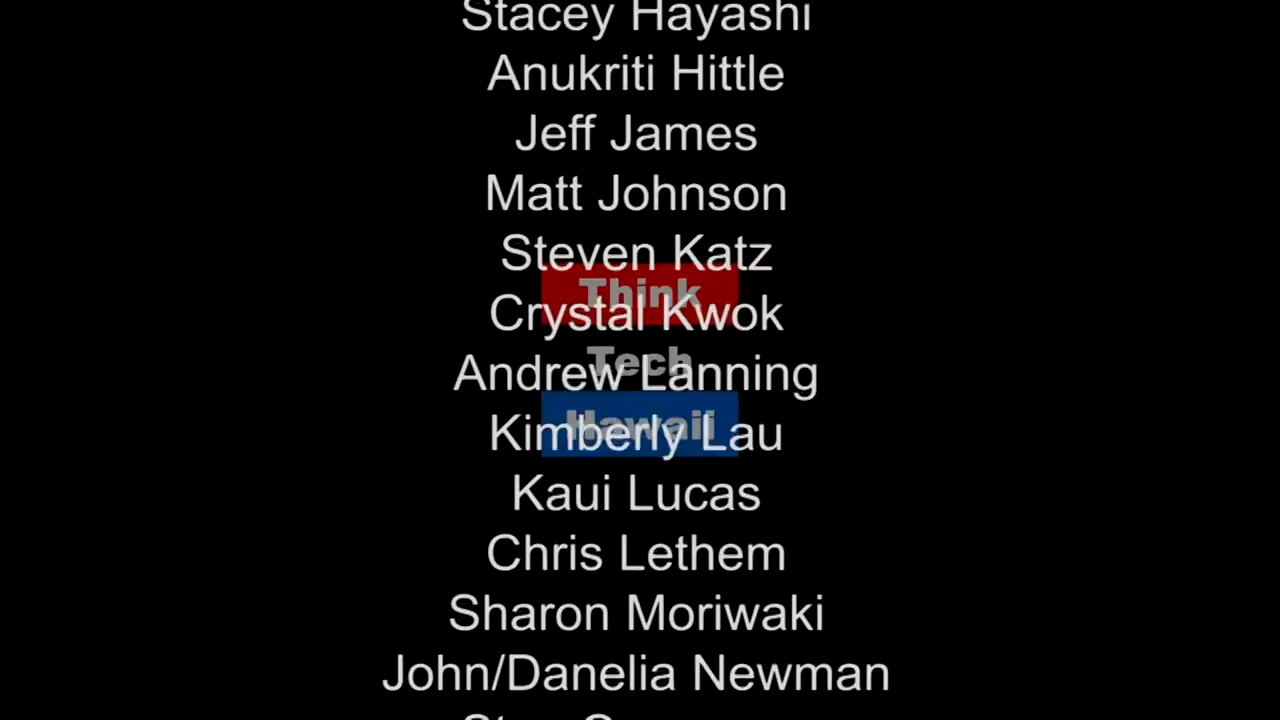 Stacey Hayashi
Anukriti Hittle
Jeff James
Matt Johnson
Steven Katz
Think
Crystal Kwok
Tech
Andrew Lanning
Hawaii
Kimberly Lau
Kaui Lucas
Chris Lethem
Sharon Moriwaki
John/Danelia Newman